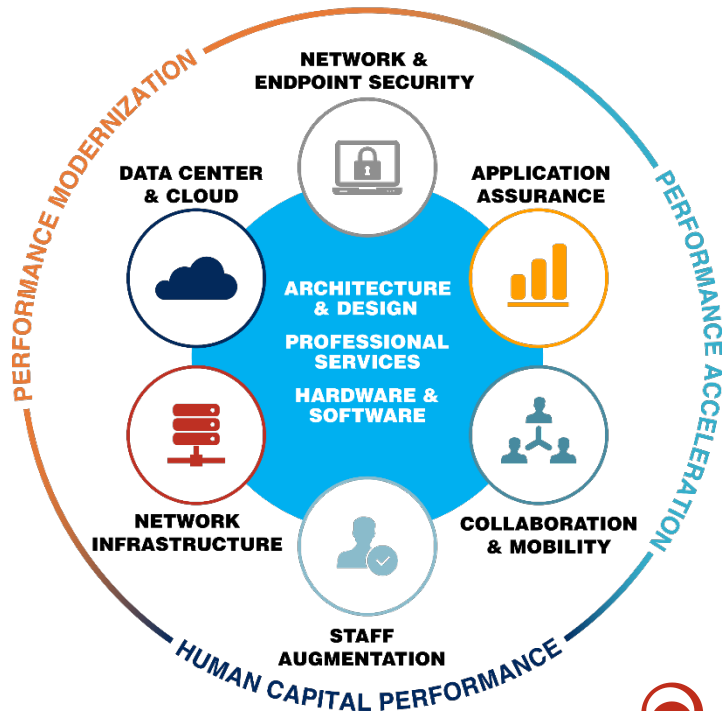 NETWORK &
ENDPOINT SECURITY
DATA CENTER
& CLOUD
APPLICATION
ASSURANCE
PERFORMANCE MODERNIZATION
PERFORMANCE ACCELERATION
ARCHITECTURE
& DESIGN
PROFESSIONAL
SERVICES
HARDWARE &
SOFTWARE
NETWORK
INFRASTRUCTURE
COLLABORATION
& MOBILITY
STAFF
AUGMENTATION
HUMAN CAPITAL PERFORMANCE